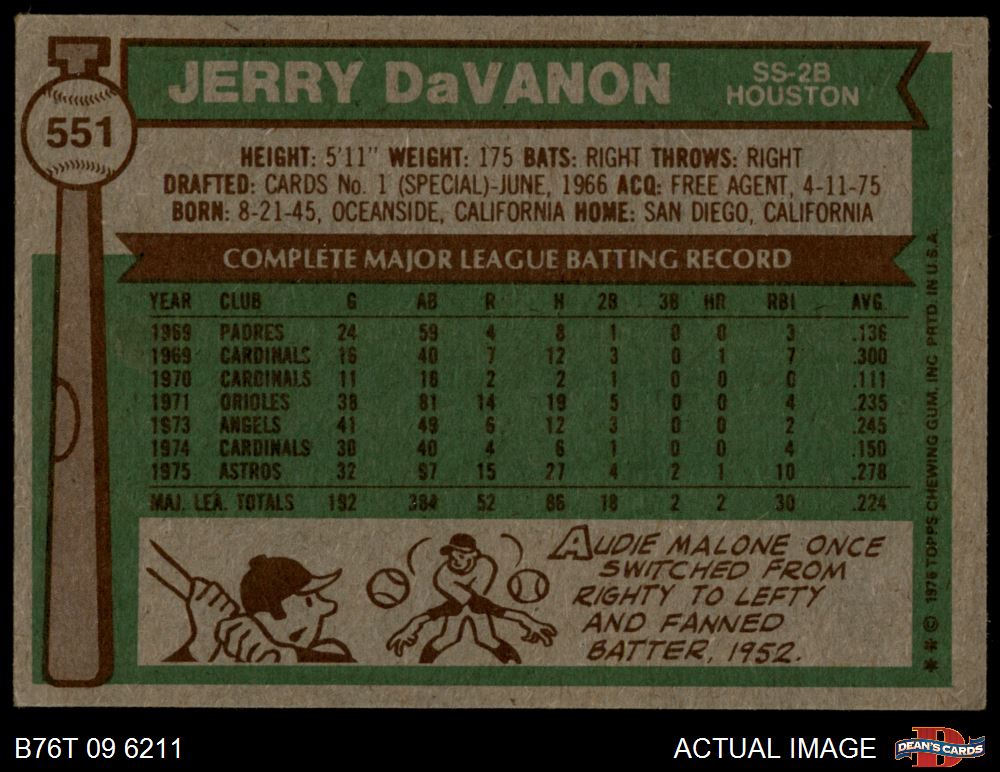 551
JERRY DaVANON
SS-2B
HOUSTON
HEIGHT: 5'11" WEIGHT: 175 BATS: RIGHT THROWS: RIGHT
DRAFTED: CARDS No. 1 (SPECIAL)-JUNE, 1966 ACQ: FREE AGENT, 4-11-75
BORN: 8-21-45, OCEANSIDE, CALIFORNIA HOME: SAN DIEGO, CALIFORNIA
COMPLETE MAJOR LEAGUE BATTING RECORD
YEAR CLUB G AB R H 2B 3B HR RBI AVG.
1969 PADRES 24 59 4 8 1 0 0 3 .136
1969 CARDINALS 16 40 7 12 3 0 1 7 .300
1970 CARDINALS 11 18 2 2 1 0 0 0 .111
1971 ORIOLES 38 81 14 19 5 0 0 4 .235
1973 ANGELS 41 49 6 12 3 0 0 2 .245
1974 CARDINALS 30 40 4 6 1 0 0 4 .150
1975 ASTROS 32 97 15 27 4 2 1 10 .278
MAJ. LEA. TOTALS 192 384 52 86 18 2 2 30 .224
AUDIE MALONE ONCE
SWITCHED FROM
RIGHTY TO LEFTY
AND FANNED
BATTER, 1952.
** © 1976 TOPPS CHEWING GUM, INC. PRTD. IN U.S.A.
B76T 09 6211
ACTUAL IMAGE
D
DEAN'S CARDS